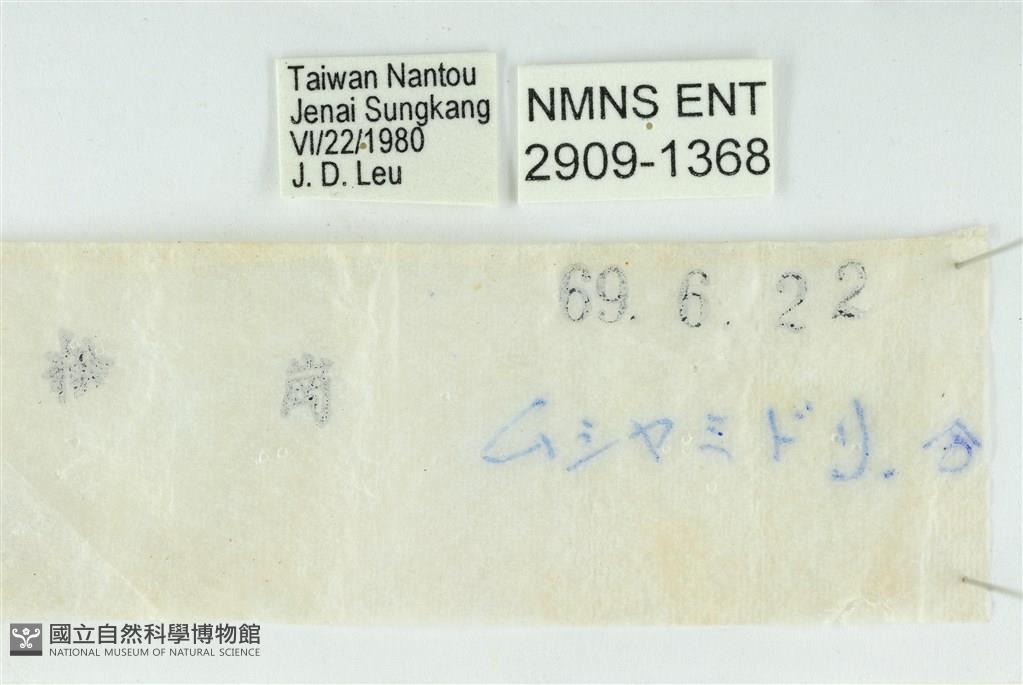 Taiwan Nantou
Jenai Sungkang
VI/22/1980
J. D. Leu
NMNS ENT
2909-1368
69. 6. 22
松 崗
ムシヤミドリ.
國立自然科學博物館
NATIONAL MUSEUM OF NATURAL SCIENCE